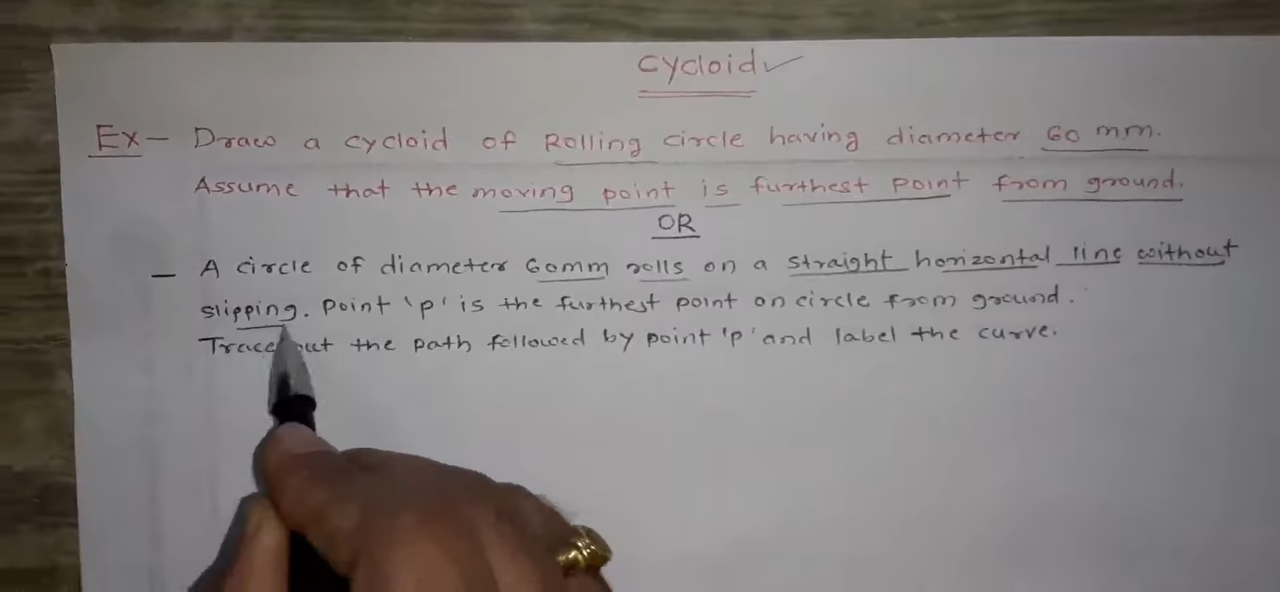 Cycloid ✓
Ex - Draw a cycloid of Rolling circle having diameter 60 mm.
Assume that the moving point is furthest point from ground.
OR
- A circle of diameter 60mm rolls on a straight horizontal line without
slipping. Point 'p' is the furthest point on circle from ground.
Trace out the path followed by point 'p' and label the curve.